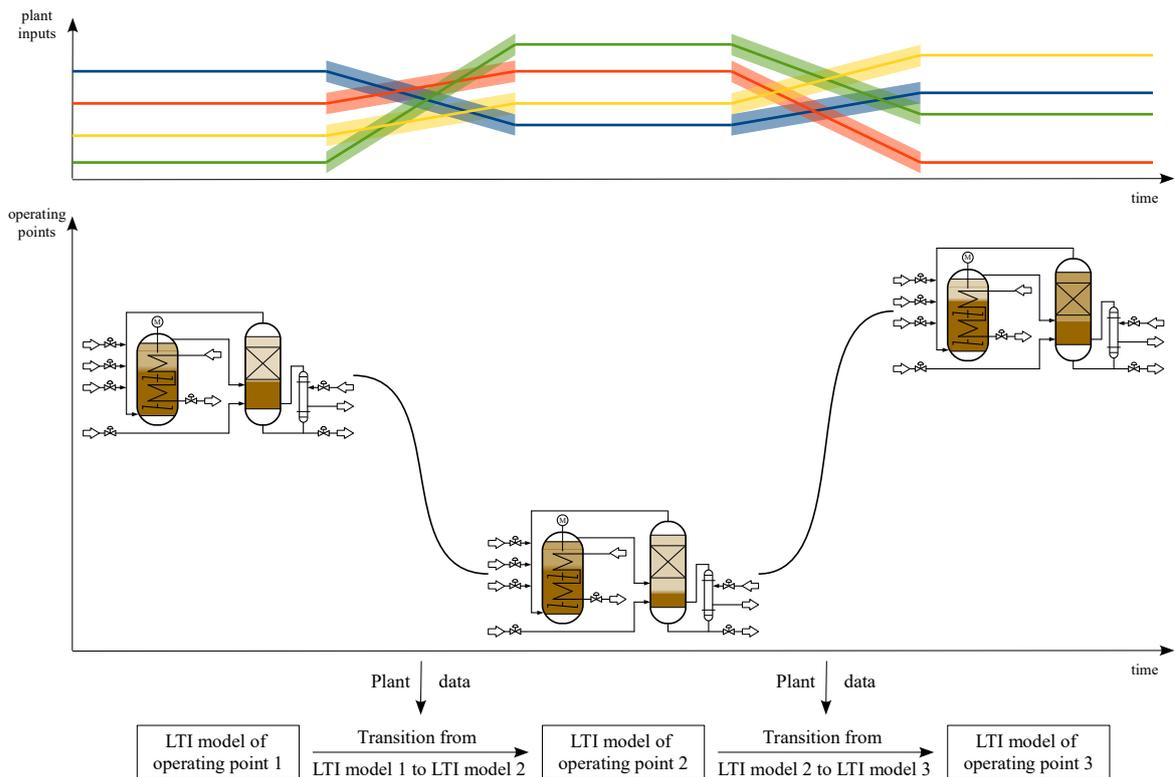 plant
inputs
time
operating
points
M
M
M
time
Plant data
Plant data
LTI model of
operating point 1
Transition from
LTI model 1 to LTI model 2
LTI model of
operating point 2
Transition from
LTI model 2 to LTI model 3
LTI model of
operating point 3